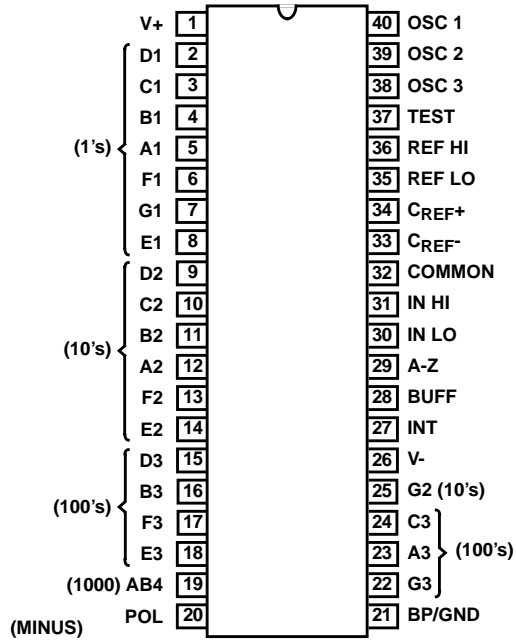 V+ 1 40 OSC 1
D1 2 39 OSC 2
C1 3 38 OSC 3
B1 4 37 TEST
(1's) A1 5 36 REF HI
F1 6 35 REF LO
G1 7 34 CREF+
E1 8 33 CREF-
D2 9 32 COMMON
C2 10 31 IN HI
(10's) B2 11 30 IN LO
A2 12 29 A-Z
F2 13 28 BUFF
E2 14 27 INT
D3 15 26 V-
B3 16 25 G2 (10's)
(100's) F3 17 24 C3
E3 18 23 A3 (100's)
(1000) AB4 19 22 G3
(MINUS) POL 20 21 BP/GND